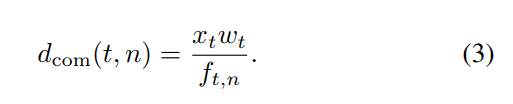 d_com(t, n) = x_t w_t / f_{t,n}. (3)